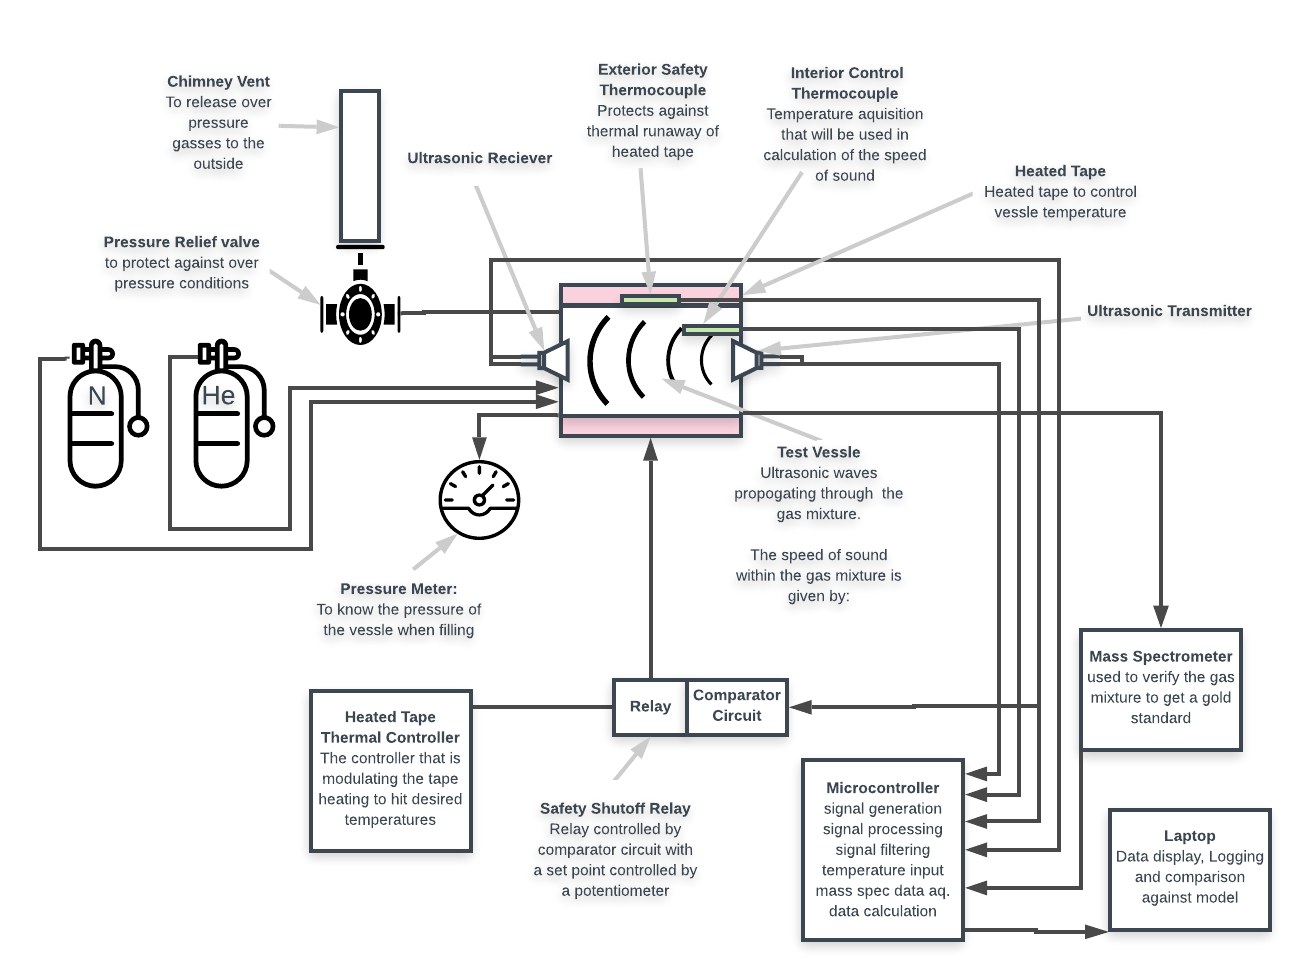 Chimney Vent
To release over
pressure
gasses to the
outside
Exterior Safety
Thermocouple
Protects against
thermal runaway of
heated tape
Interior Control
Thermocouple
Temperature aquisition
that will be used in
calculation of the speed
of sound
Ultrasonic Reciever
Heated Tape
Heated tape to control
vessle temperature
Pressure Relief valve
to protect against over
pressure conditions
Ultrasonic Transmitter
N
He
Test Vessle
Ultrasonic waves
propogating through  the
gas mixture.
The speed of sound
within the gas mixture is
given by:
Pressure Meter:
To know the pressure of
the vessle when filling
Mass Spectrometer
used to verify the gas
mixture to get a gold
standard
Relay
Comparator
Circuit
Heated Tape
Thermal Controller
The controller that is
modulating the tape
heating to hit desired
temperatures
Safety Shutoff Relay
Relay controlled by
comparator circuit with
a set point controlled by
a potentiometer
Microcontroller
signal generation
signal processing
signal filtering
temperature input
mass spec data aq.
data calculation
Laptop
Data display, Logging
and comparison
against model